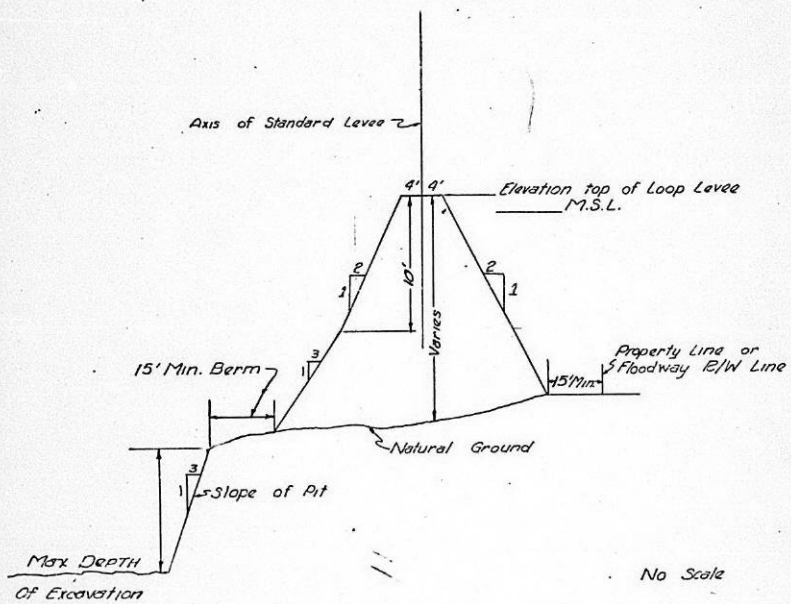 Axis of Standard Levee
4' 4'
Elevation top of Loop Levee
M.S.L.
2
1
10'
2
1
Varies
3
1
15' Min. Berm
Property Line or
Floodway R/W Line
15' Min.
Natural Ground
3
1
Slope of Pit
Max DEPTH
Of Excavation
No Scale